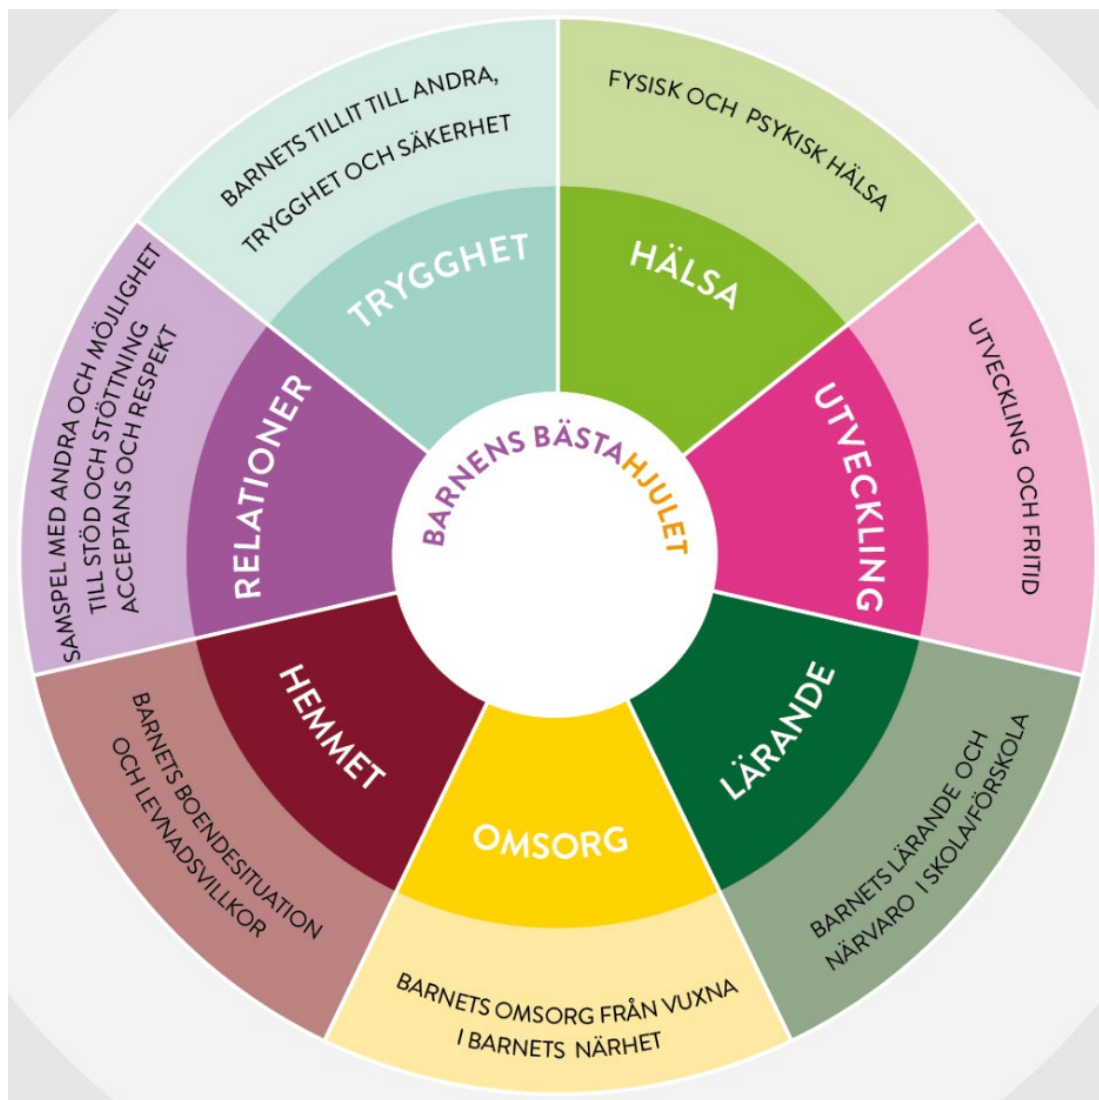 BARNENS BÄSTAHJULET
HÄLSA
FYSISK OCH PSYKISK HÄLSA
UTVECKLING
UTVECKLING OCH FRITID
LÄRANDE
BARNETS LÄRANDE OCH
NÄRVARO I SKOLA/FÖRSKOLA
OMSORG
BARNETS OMSORG FRÅN VUXNA
I BARNETS NÄRHET
HEMMET
BARNETS BOENDESITUATION
OCH LEVNADSVILLKOR
RELATIONER
SAMSPEL MED ANDRA OCH MÖJLIGHET
TILL STÖD OCH STÖTTNING
ACCEPTANS OCH RESPEKT
TRYGGHET
BARNETS TILLIT TILL ANDRA,
TRYGGHET OCH SÄKERHET